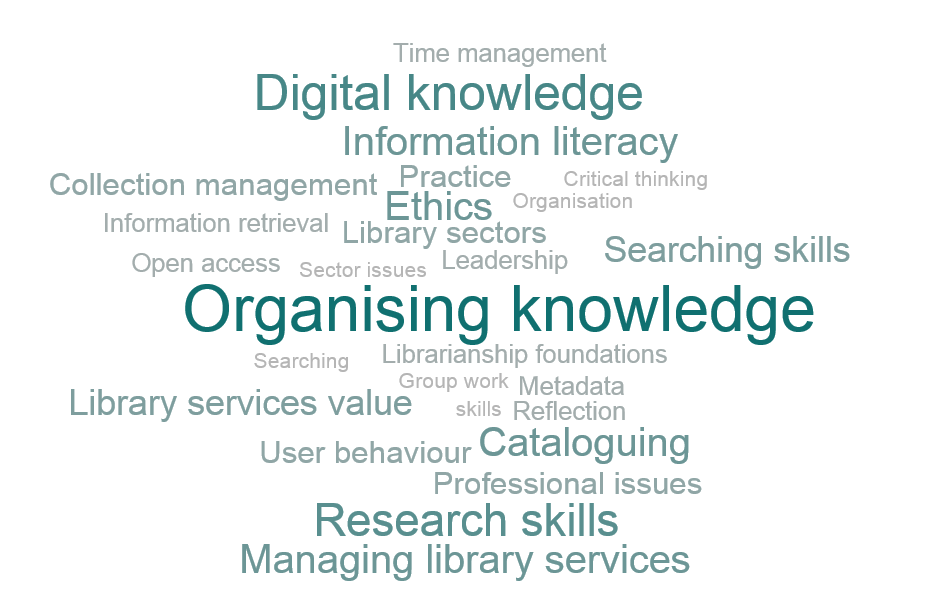 Time management
Digital knowledge
Information literacy
Collection management
Practice
Critical thinking
Ethics
Organisation
Information retrieval
Library sectors
Searching skills
Open access
Sector issues
Leadership
Organising knowledge
Searching
Librarianship foundations
Group work
Metadata
Library services value
skills
Reflection
User behaviour
Cataloguing
Professional issues
Research skills
Managing library services